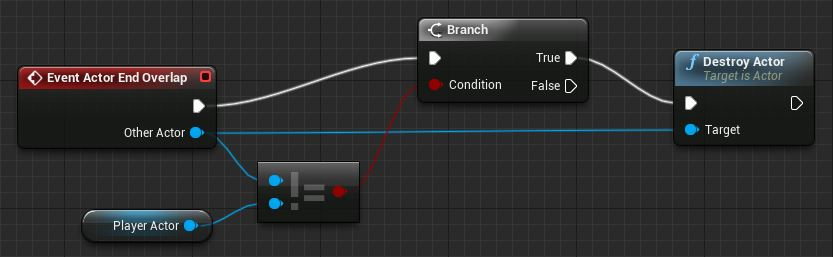 Branch
True
Condition
False
Event Actor End Overlap
Other Actor
f Destroy Actor
Target is Actor
Target
!=
Player Actor